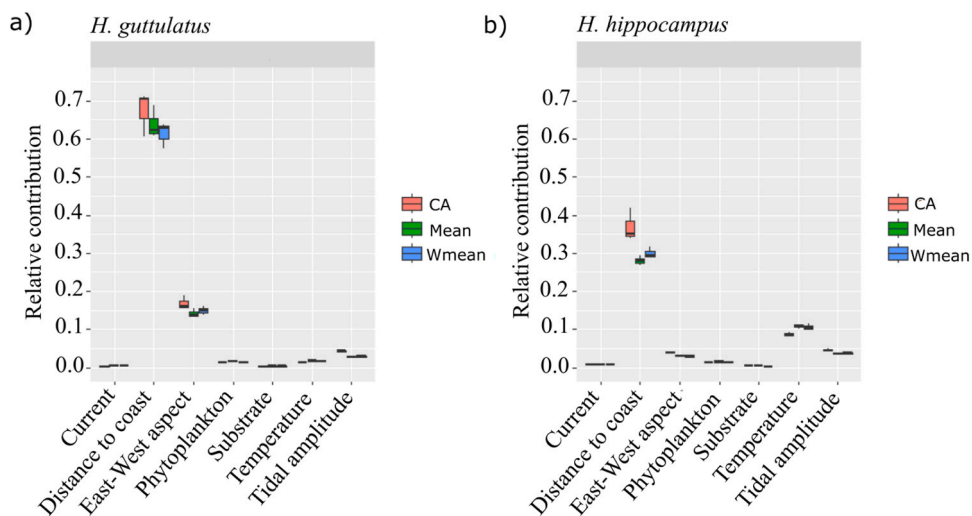 a)
H. guttulatus
Relative contribution
0.7
0.6
0.5
0.4
0.3
0.2
0.1
0.0
Current
Distance to coast
East-West aspect
Phytoplankton
Substrate
Temperature
Tidal amplitude
CA
Mean
Wmean
b)
H. hippocampus
Relative contribution
0.7
0.6
0.5
0.4
0.3
0.2
0.1
0.0
Current
Distance to coast
East-West aspect
Phytoplankton
Substrate
Temperature
Tidal amplitude
CA
Mean
Wmean